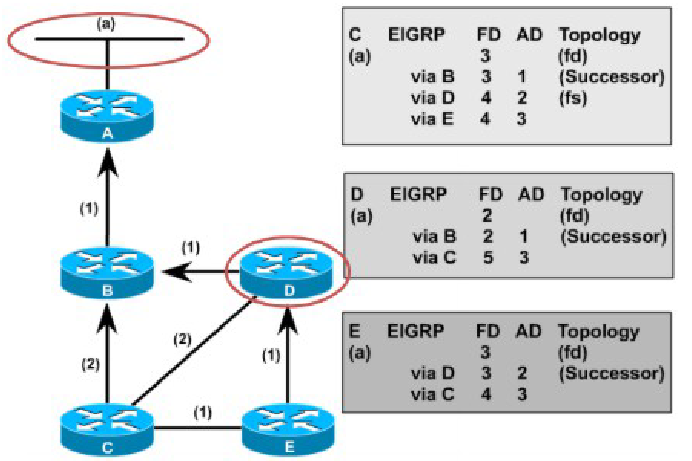 (a)
A
(1)
B
(1)
D
(2)
(2)
(1)
C
(1)
E
C EIGRP FD AD Topology
(a) 3 (fd)
via B 3 1 (Successor)
via D 4 2 (fs)
via E 4 3
D EIGRP FD AD Topology
(a) 2 (fd)
via B 2 1 (Successor)
via C 5 3
E EIGRP FD AD Topology
(a) 3 (fd)
via D 3 2 (Successor)
via C 4 3